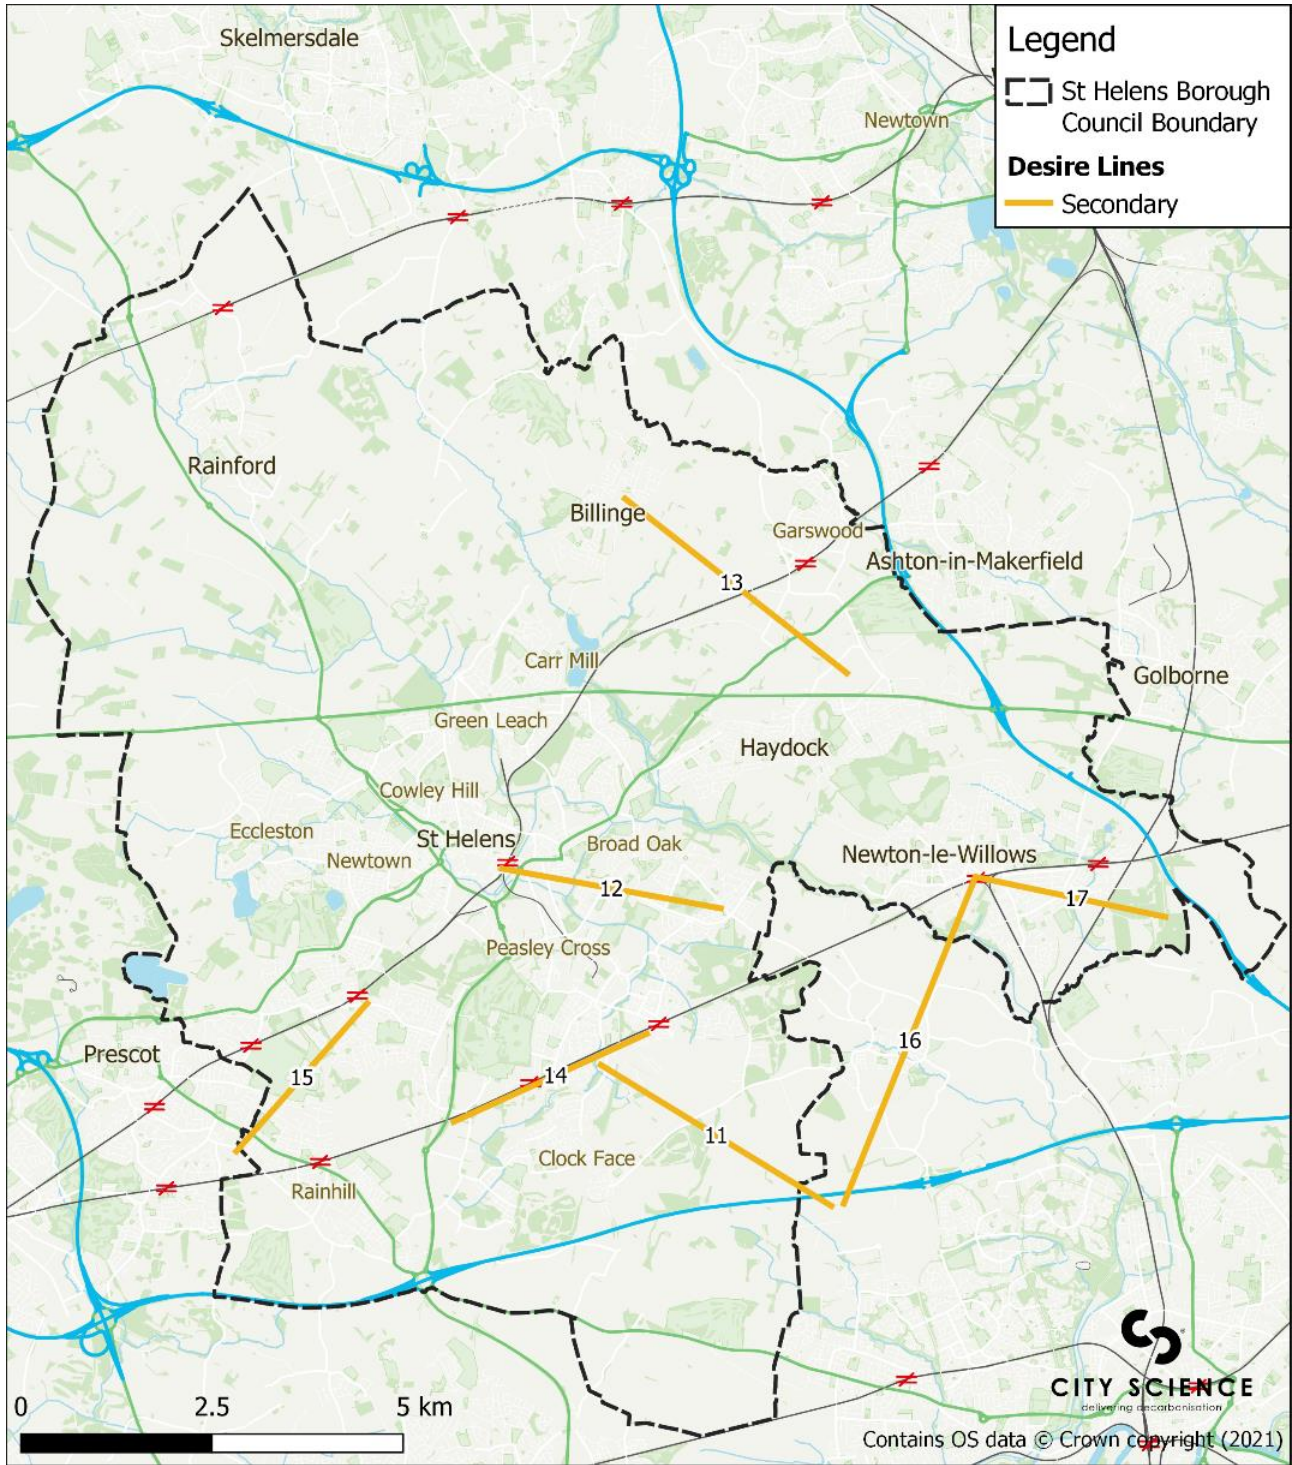 Skelmersdale
Legend
St Helens Borough
Council Boundary
Desire Lines
Secondary
Newtown
Rainford
Billinge
Garswood
Ashton-in-Makerfield
13
Carr Mill
Golborne
Green Leach
Haydock
Cowley Hill
Eccleston
St Helens
Newtown
Broad Oak
Newton-le-Willows
12
17
Peasley Cross
Prescot
16
15
14
11
Clock Face
Rainhill
CITY SCIENCE
delivering decarbonisation
0 2.5 5 km
Contains OS data © Crown copyright (2021)